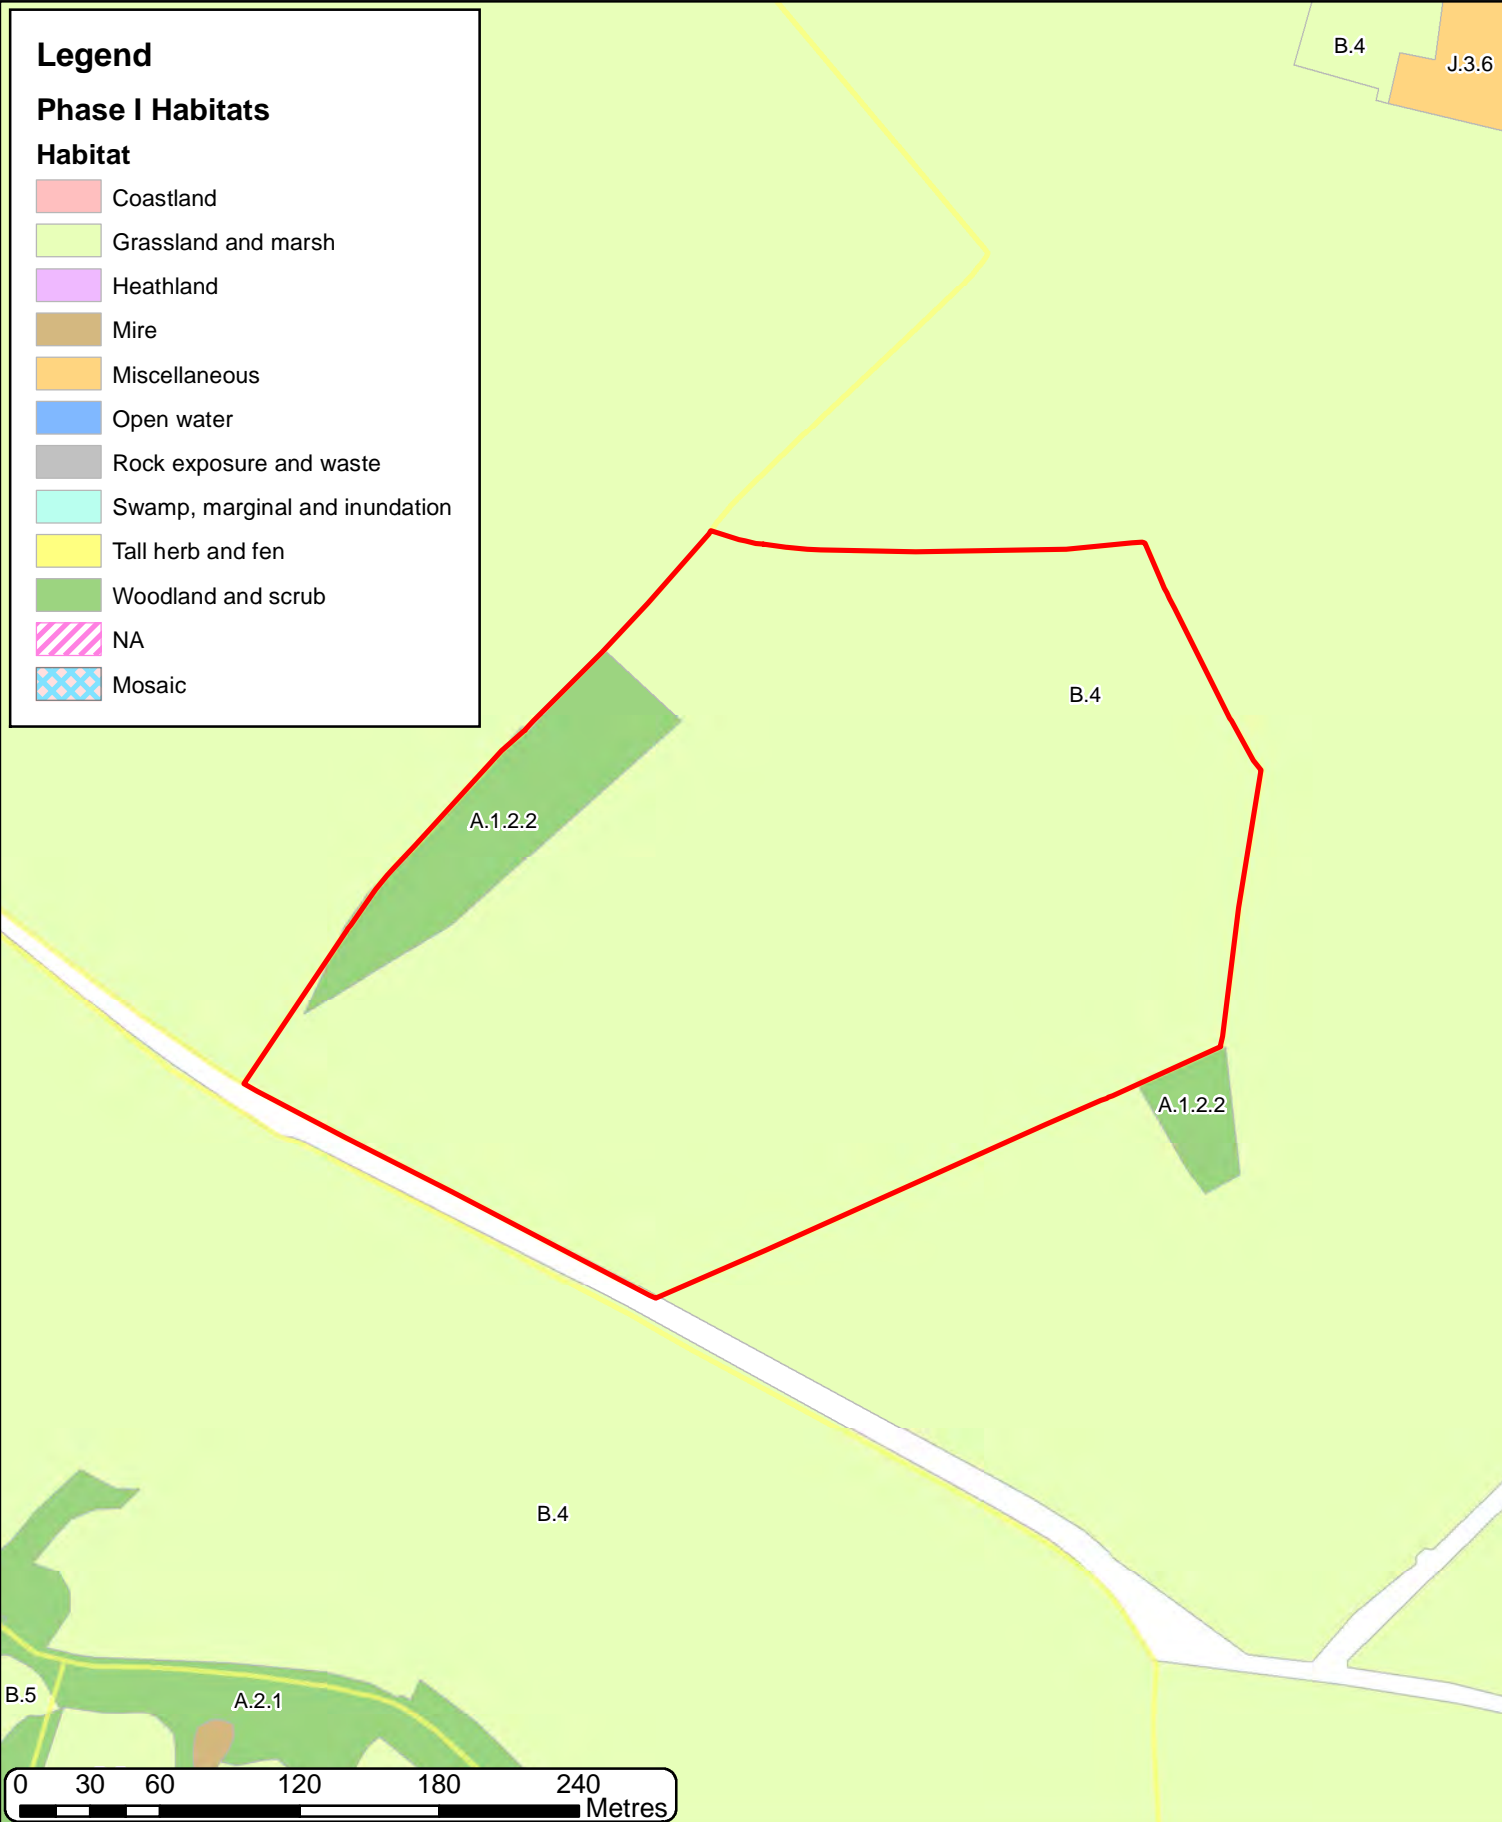 Legend
Phase I Habitats
Habitat
Coastland
Grassland and marsh
Heathland
Mire
Miscellaneous
Open water
Rock exposure and waste
Swamp, marginal and inundation
Tall herb and fen
Woodland and scrub
NA
Mosaic
B.4
J.3.6
B.4
A.1.2.2
A.1.2.2
B.4
B.5
A.2.1
0 30 60 120 180 240
Metres